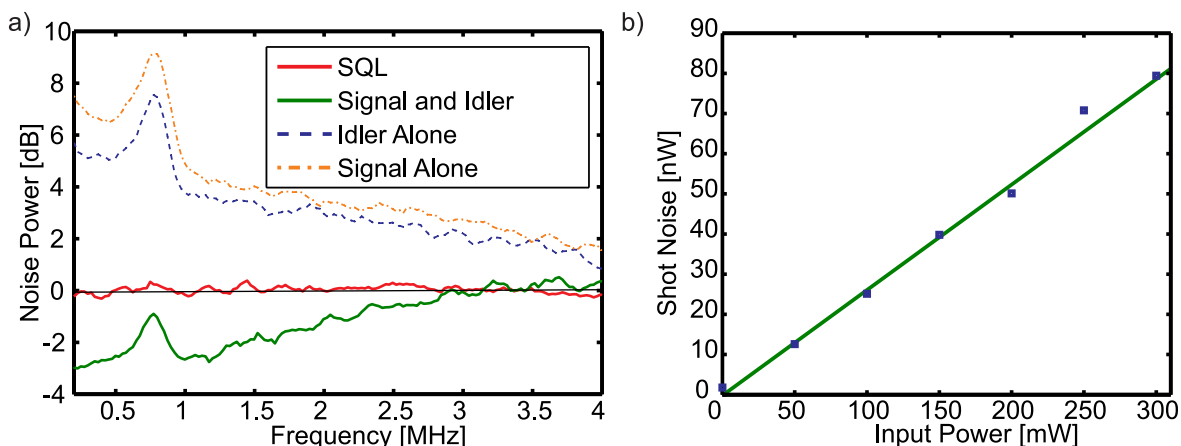 a)
Noise Power [dB]
10
8
6
4
2
0
-2
-4
SQL
Signal and Idler
Idler Alone
Signal Alone
0.5 1 1.5 2 2.5 3 3.5 4
Frequency [MHz]
b)
Shot Noise [nW]
90
80
70
60
50
40
30
20
10
0
0 50 100 150 200 250 300
Input Power [mW]